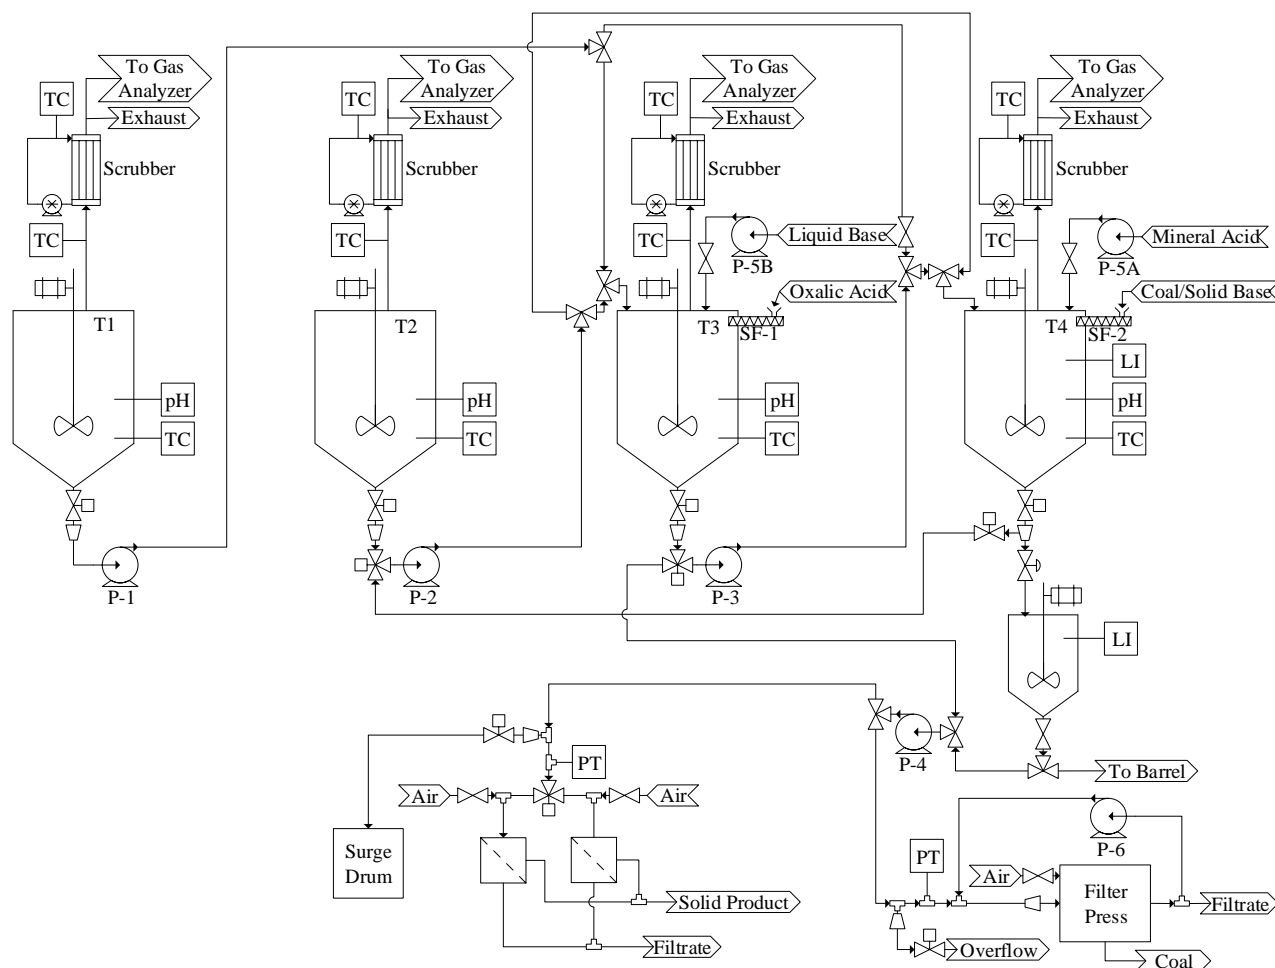 To Gas
Analyzer
To Gas
Analyzer
To Gas
Analyzer
To Gas
Analyzer
TC
TC
TC
TC
Exhaust
Exhaust
Exhaust
Exhaust
Scrubber
Scrubber
Scrubber
Scrubber
TC
TC
TC
Liquid Base
TC
Mineral Acid
P-5B
P-5A
Oxalic Acid
Coal/Solid Base
T1
T2
T3
SF-1
T4
SF-2
LI
pH
pH
pH
pH
TC
TC
TC
TC
P-1
P-2
P-3
LI
PT
P-4
To Barrel
Air
Air
Surge
Drum
PT
P-6
Air
Filter
Press
Solid Product
Filtrate
Filtrate
Overflow
Coal